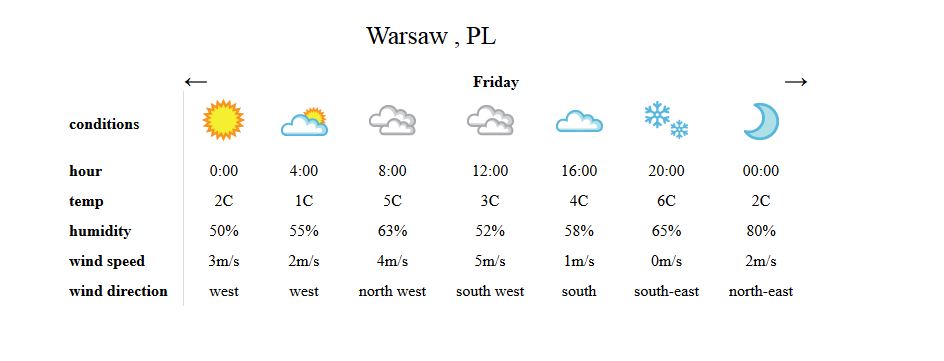 Warsaw , PL
← Friday →
conditions
hour 0:00 4:00 8:00 12:00 16:00 20:00 00:00
temp 2C 1C 5C 3C 4C 6C 2C
humidity 50% 55% 63% 52% 58% 65% 80%
wind speed 3m/s 2m/s 4m/s 5m/s 1m/s 0m/s 2m/s
wind direction west west north west south west south south-east north-east